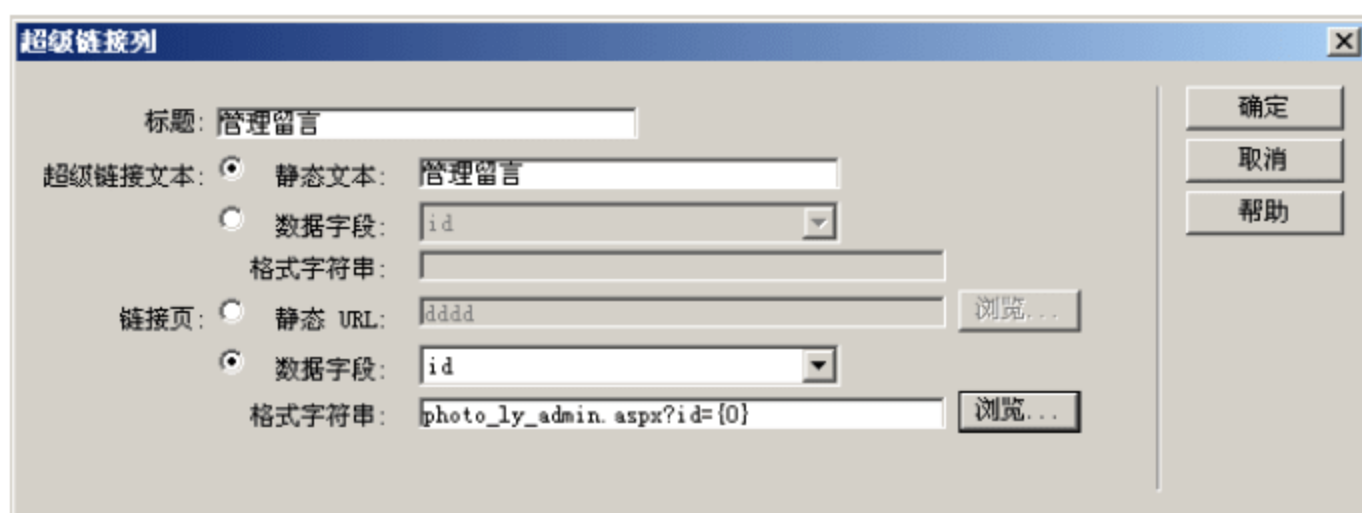 超级链接列
标题: 管理留言
超级链接文本: 静态文本: 管理留言
数据字段: id
格式字符串:
链接页: 静态 URL: dddd 浏览...
数据字段: id
格式字符串: photo_ly_admin.aspx?id={0} 浏览...
确定
取消
帮助